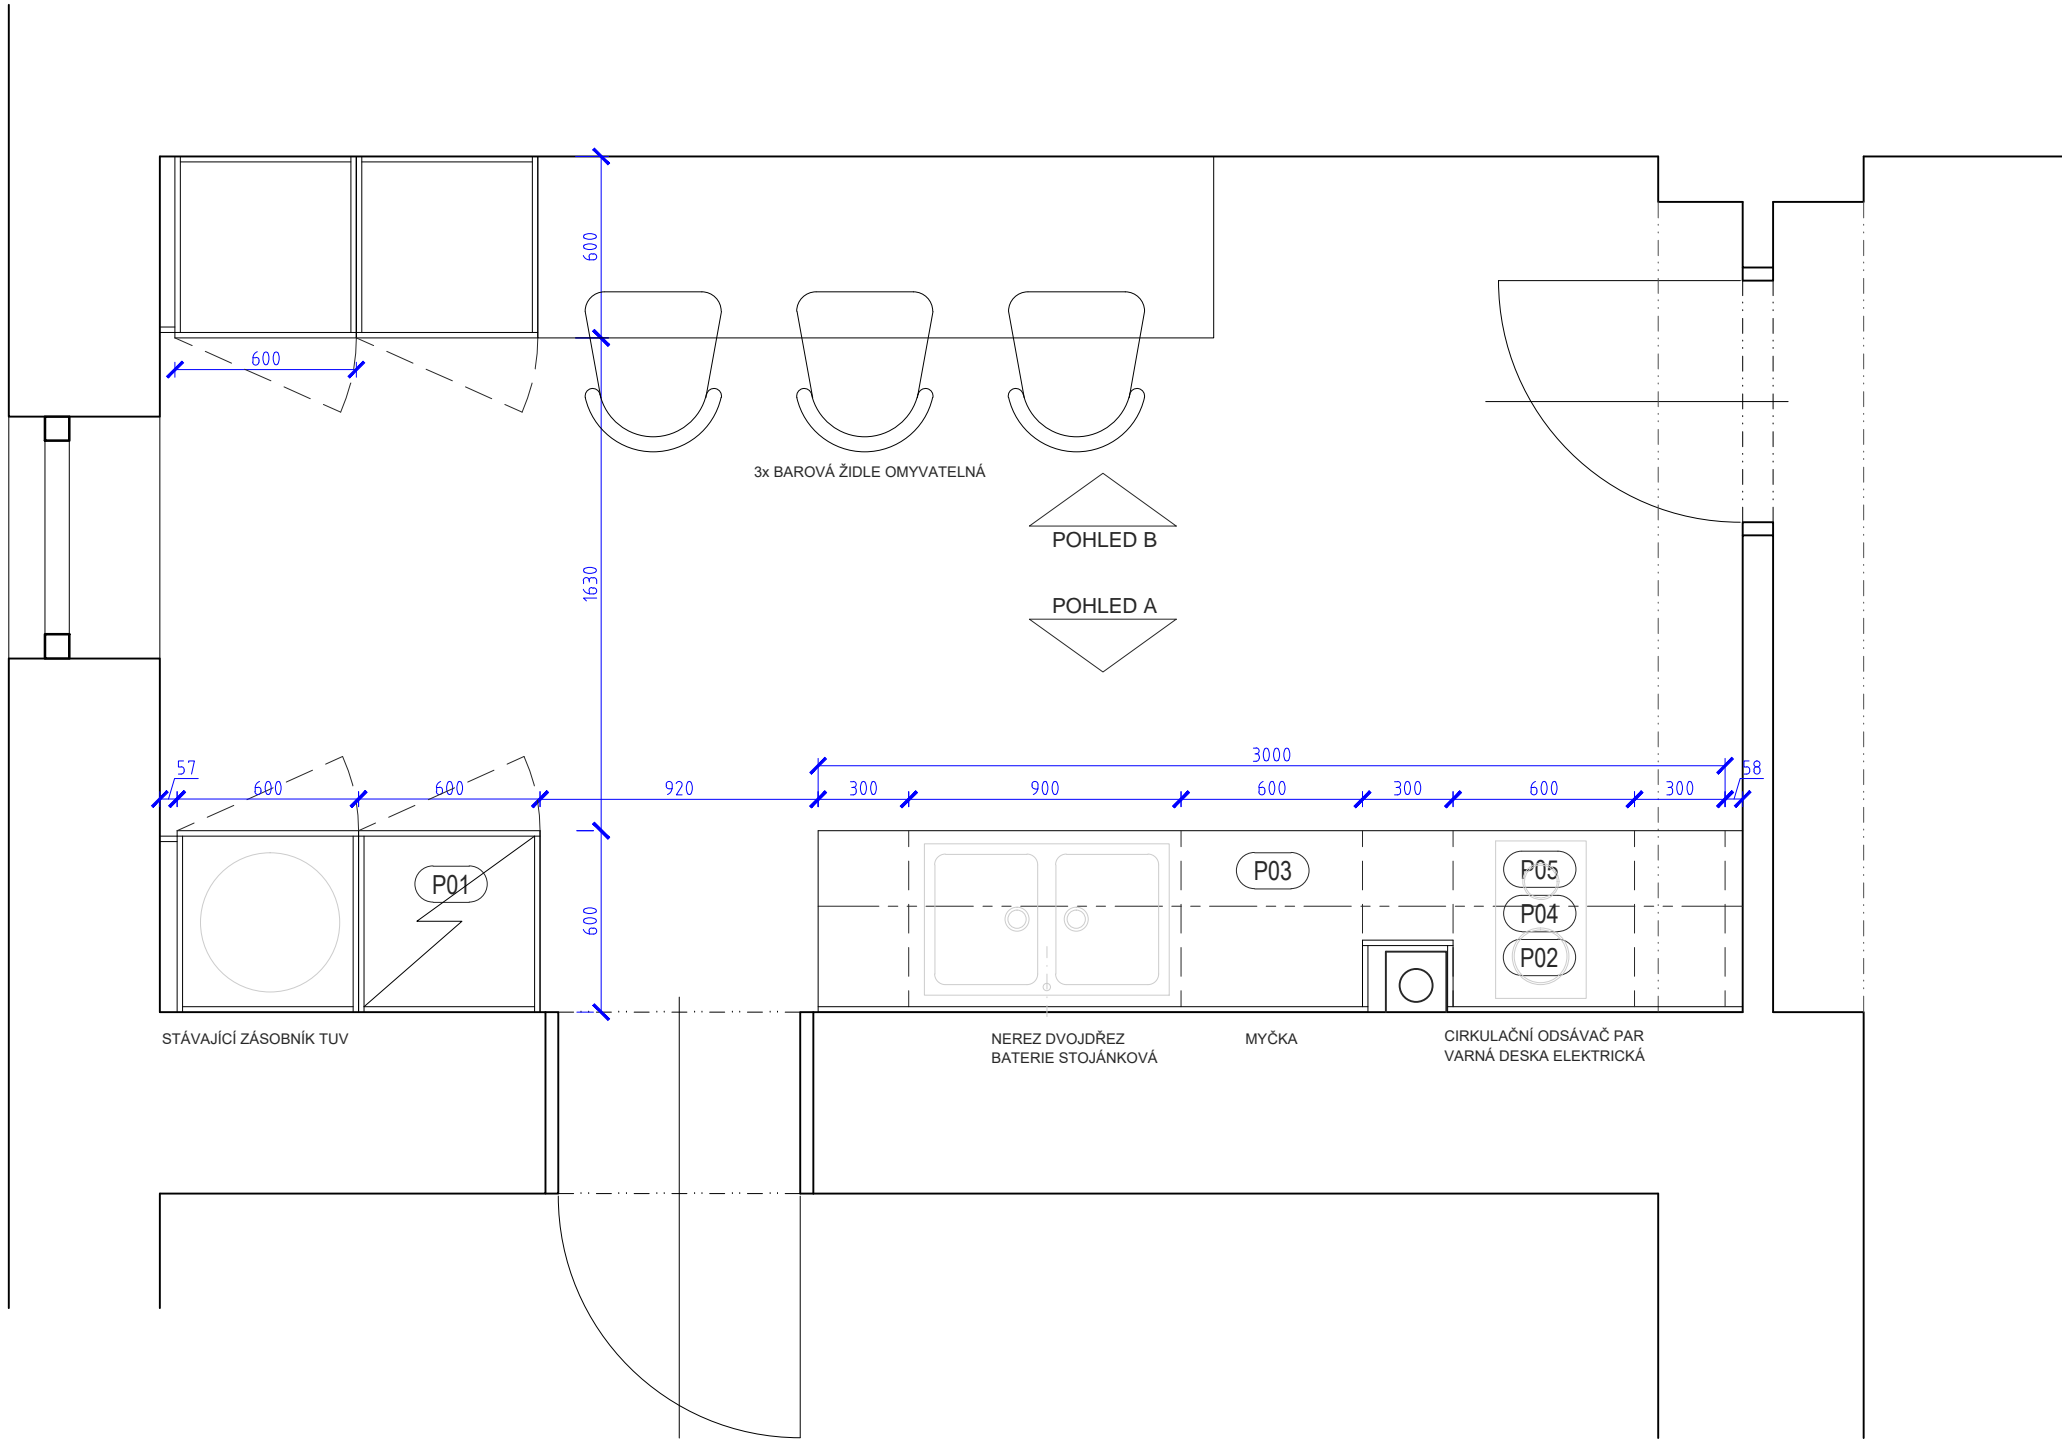 600
600
3x BAROVÁ ŽIDLE OMYVATELNÁ
POHLED B
1630
POHLED A
3000
57
600
600
920
300
900
600
300
600
300
58
P01
P03
P05
600
P04
P02
STÁVAJÍCÍ ZÁSOBNÍK TUV
NEREZ DVOJDŘEZ
BATERIE STOJÁNKOVÁ
MYČKA
CIRKULAČNÍ ODSÁVAČ PAR
VARNÁ DESKA ELEKTRICKÁ